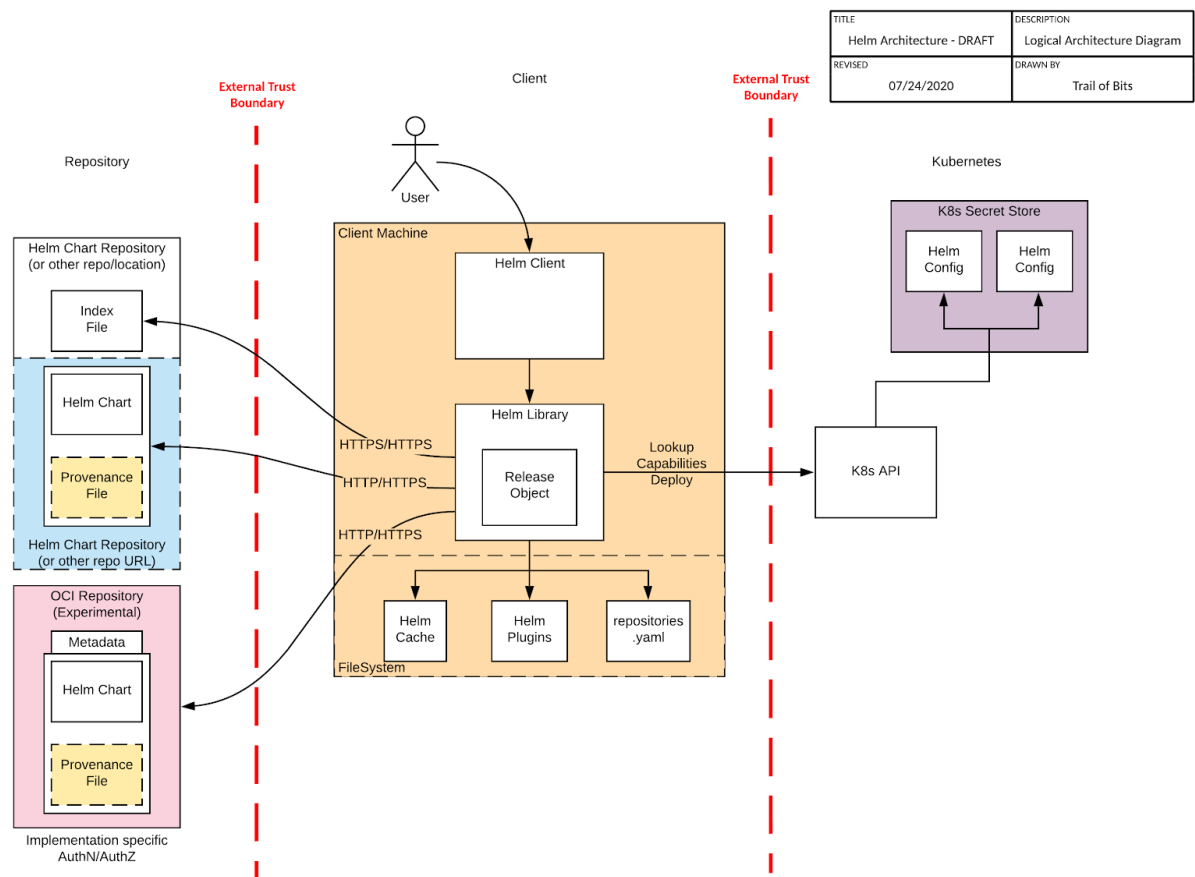 TITLE
Helm Architecture - DRAFT
DESCRIPTION
Logical Architecture Diagram
REVISED
07/24/2020
DRAWN BY
Trail of Bits
External Trust
Boundary
Client
External Trust
Boundary
Repository
Kubernetes
User
Helm Chart Repository
(or other repo/location)
Index
File
Helm Chart
Provenance
File
Helm Chart Repository
(or other repo URL)
OCI Repository
(Experimental)
Metadata
Helm Chart
Provenance
File
Implementation specific
AuthN/AuthZ
Client Machine
Helm Client
Helm Library
Release
Object
HTTPS/HTTPS
HTTP/HTTPS
HTTP/HTTPS
Lookup
Capabilities
Deploy
Helm
Cache
Helm
Plugins
repositories
.yaml
FileSystem
K8s Secret Store
Helm
Config
Helm
Config
K8s API